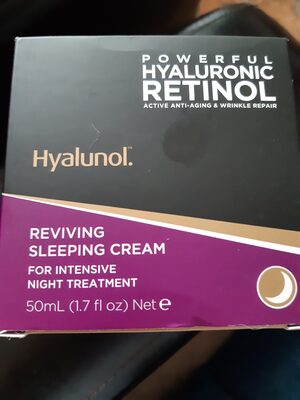 POWERFUL
HYALURONIC
RETINOL
ACTIVE ANTI-AGING & WRINKLE REPAIR
Hyalunol.™
REVIVING
SLEEPING CREAM
FOR INTENSIVE
NIGHT TREATMENT
50mL (1.7 fl oz) Net ℮